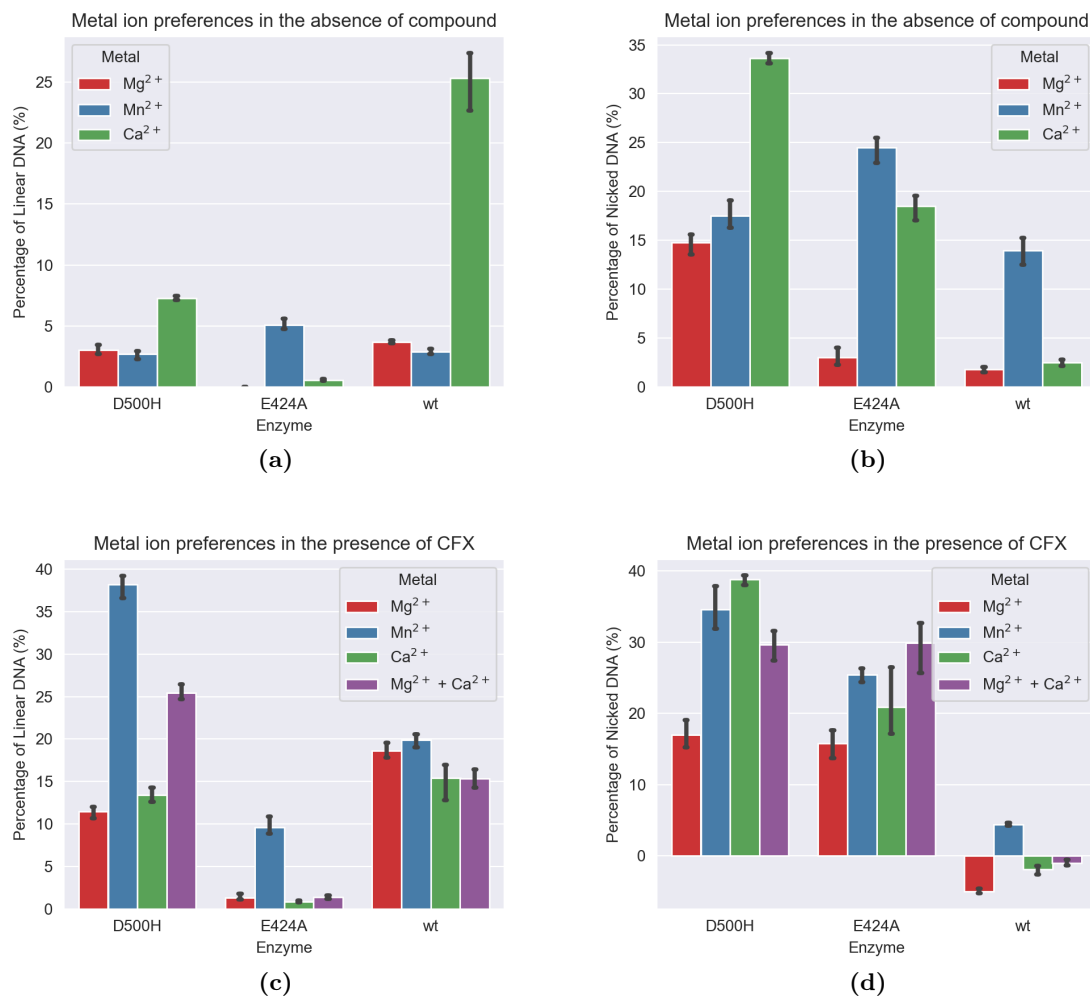 Metal ion preferences in the absence of compound
Percentage of Linear DNA (%)
25
20
15
10
5
0
Metal
Mg2+
Mn2+
Ca2+
D500H E424A wt
Enzyme
(a)
Metal ion preferences in the absence of compound
Percentage of Nicked DNA (%)
35
30
25
20
15
10
5
0
Metal
Mg2+
Mn2+
Ca2+
D500H E424A wt
Enzyme
(b)
Metal ion preferences in the presence of CFX
Percentage of Linear DNA (%)
40
35
30
25
20
15
10
5
0
Metal
Mg2+
Mn2+
Ca2+
Mg2+ + Ca2+
D500H E424A wt
Enzyme
(c)
Metal ion preferences in the presence of CFX
Percentage of Nicked DNA (%)
40
30
20
10
0
Metal
Mg2+
Mn2+
Ca2+
Mg2+ + Ca2+
D500H E424A wt
Enzyme
(d)